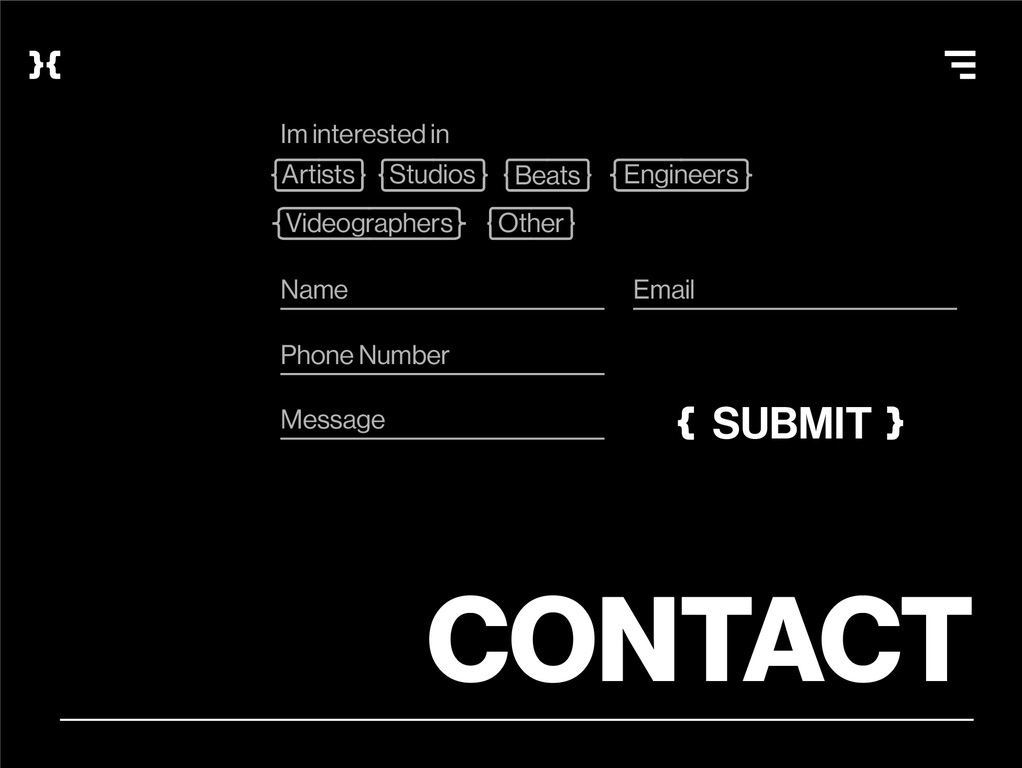 }{
Im interested in
{Artists} {Studios} {Beats} {Engineers}
{Videographers} {Other}
Name Email
Phone Number
Message
{ SUBMIT }
CONTACT